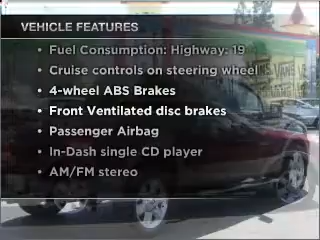 VEHICLE FEATURES
• Fuel Consumption: Highway: 19
• Cruise controls on steering wheel
• 4-wheel ABS Brakes
• Front Ventilated disc brakes
• Passenger Airbag
• In-Dash single CD player
• AM/FM stereo